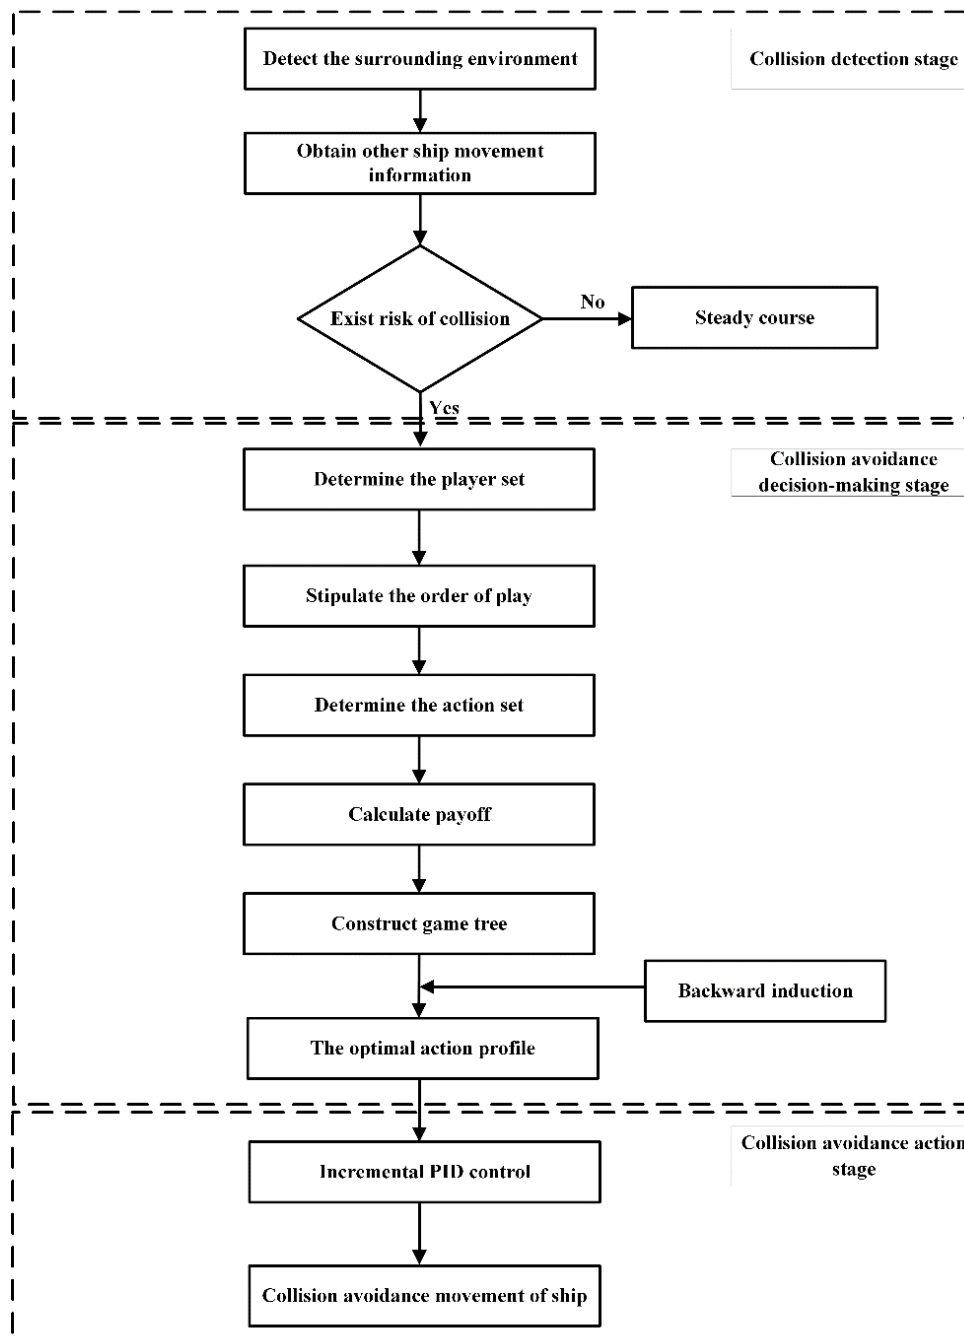 Detect the surrounding environment
Collision detection stage
Obtain other ship movement
information
Exist risk of collision
No
Steady course
Yes
Determine the player set
Collision avoidance
decision-making stage
Stipulate the order of play
Determine the action set
Calculate payoff
Construct game tree
Backward induction
The optimal action profile
Collision avoidance action
stage
Incremental PID control
Collision avoidance movement of ship